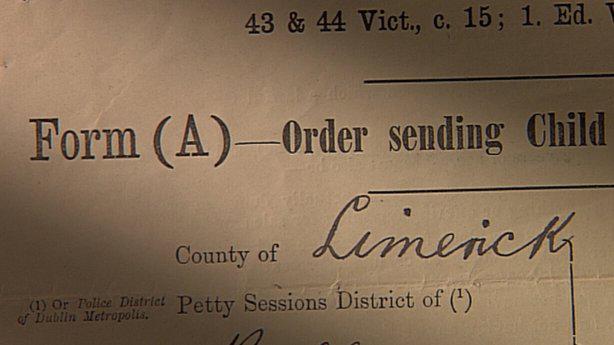 43 & 44 Vict., c. 15; 1. Ed.
Form (A)—Order sending Child
County of Limerick
(1) Or Police District
of Dublin Metropolis.
Petty Sessions District of (¹)